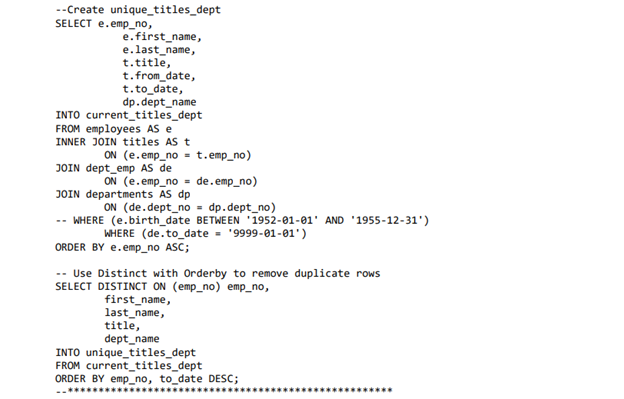 --Create unique_titles_dept
SELECT e.emp_no,
e.first_name,
e.last_name,
t.title,
t.from_date,
t.to_date,
dp.dept_name
INTO current_titles_dept
FROM employees AS e
INNER JOIN titles AS t
ON (e.emp_no = t.emp_no)
JOIN dept_emp AS de
ON (e.emp_no = de.emp_no)
JOIN departments AS dp
ON (de.dept_no = dp.dept_no)
-- WHERE (e.birth_date BETWEEN '1952-01-01' AND '1955-12-31')
WHERE (de.to_date = '9999-01-01')
ORDER BY e.emp_no ASC;

-- Use Distinct with Orderby to remove duplicate rows
SELECT DISTINCT ON (emp_no) emp_no,
first_name,
last_name,
title,
dept_name
INTO unique_titles_dept
FROM current_titles_dept
ORDER BY emp_no, to_date DESC;
--*****************************************************